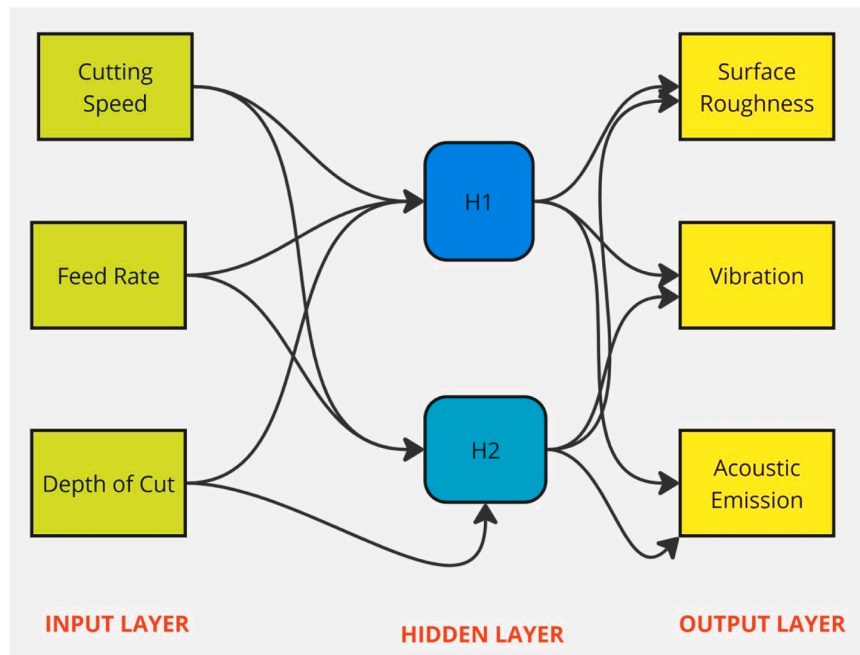 Cutting
Speed
Surface
Roughness
H1
Feed Rate
Vibration
H2
Depth of Cut
Acoustic
Emission
INPUT LAYER
HIDDEN LAYER
OUTPUT LAYER